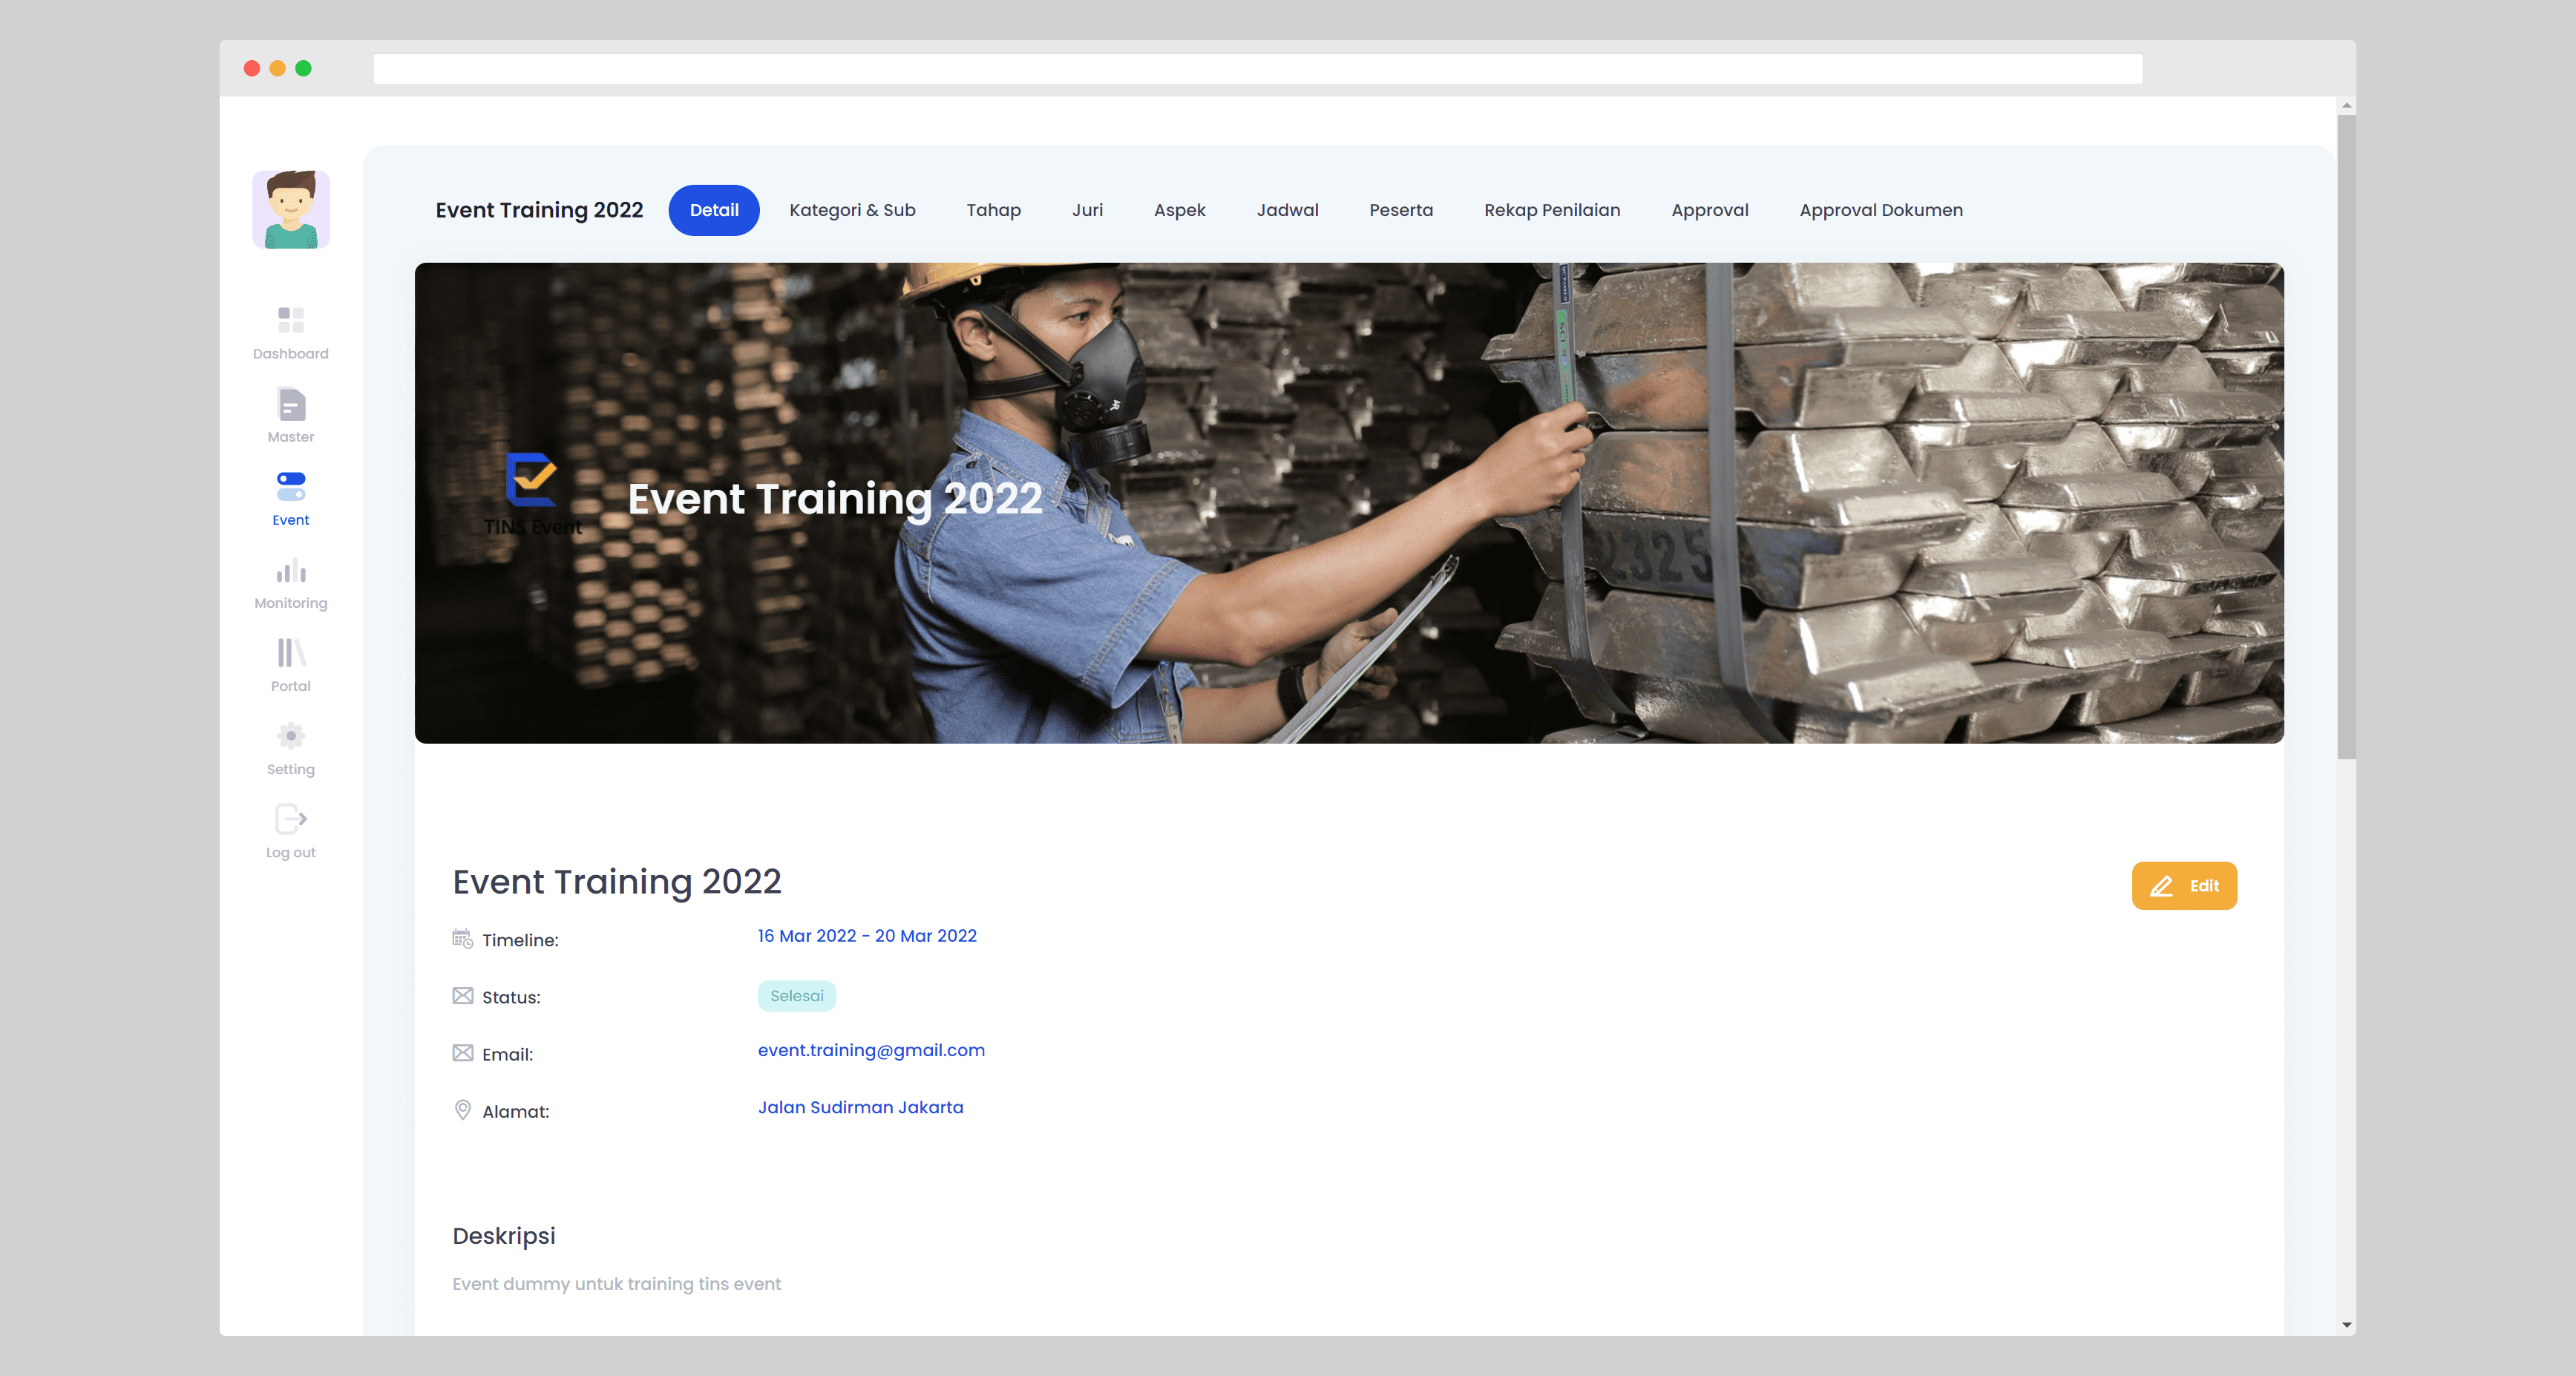 Event Training 2022
Detail
Kategori & Sub
Tahap
Juri
Aspek
Jadwal
Peserta
Rekap Penilaian
Approval
Approval Dokumen
Dashboard
Master
Event
Monitoring
Portal
Setting
Log out
TINS Event
Event Training 2022
2325
Event Training 2022
Edit
Timeline: 16 Mar 2022 - 20 Mar 2022
Status: Selesai
Email: event.training@gmail.com
Alamat: Jalan Sudirman Jakarta
Deskripsi
Event dummy untuk training tins event